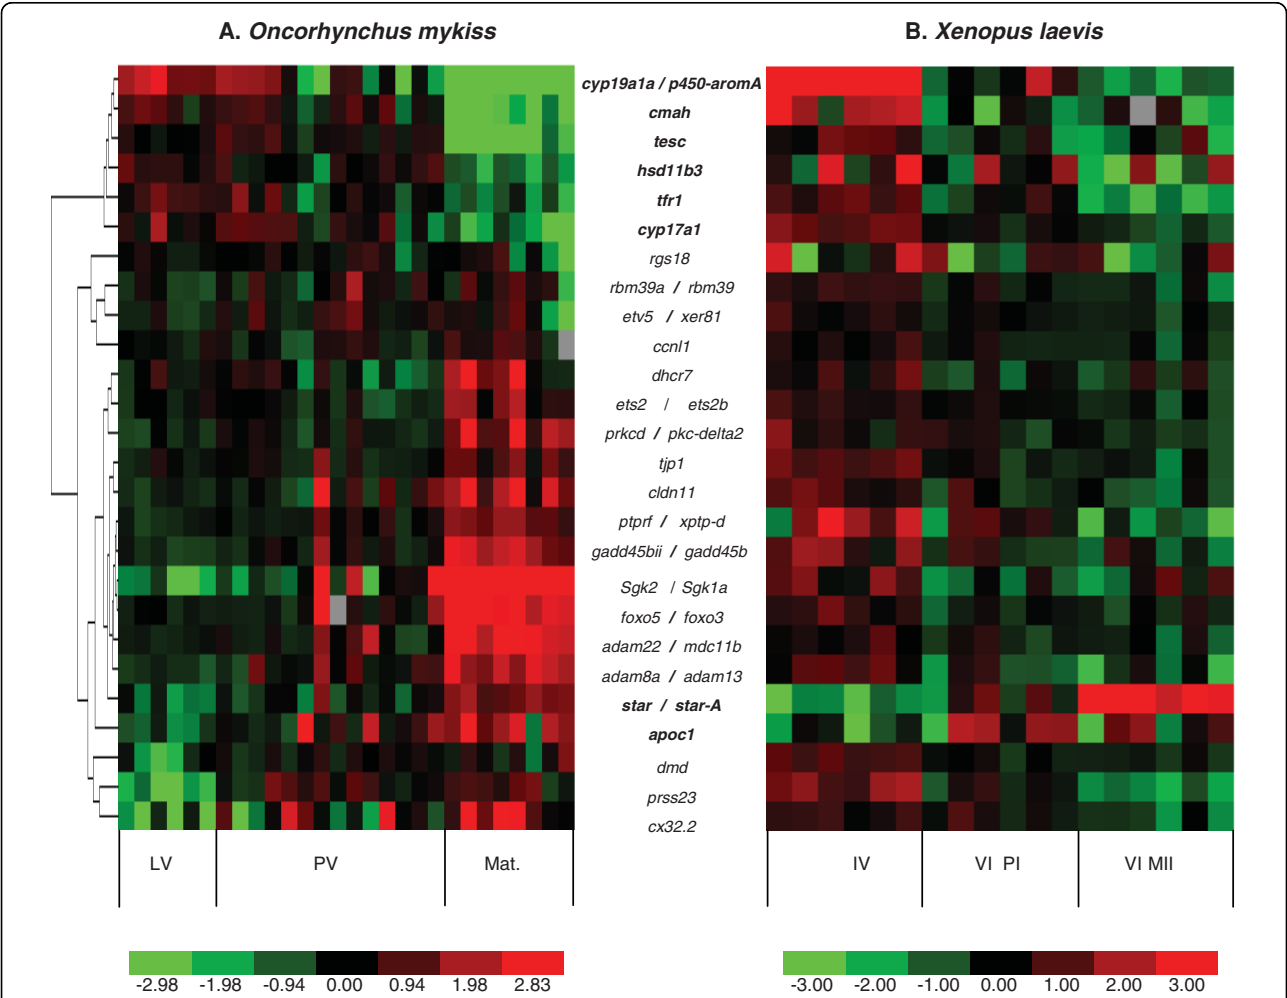 A. Oncorhynchus mykiss
B. Xenopus laevis
cyp19a1a / p450-aromA
cmah
tesc
hsd11b3
tfr1
cyp17a1
rgs18
rbm39a / rbm39
etv5 / xer81
ccnl1
dhcr7
ets2 / ets2b
prkcd / pkc-delta2
tjp1
cldn11
ptprf / xptp-d
gadd45bii / gadd45b
Sgk2 / Sgk1a
foxo5 / foxo3
adam22 / mdc11b
adam8a / adam13
star / star-A
apoc1
dmd
prss23
cx32.2
LV PV Mat.
IV VI PI VI MII
-2.98 -1.98 -0.94 0.00 0.94 1.98 2.83
-3.00 -2.00 -1.00 0.00 1.00 2.00 3.00